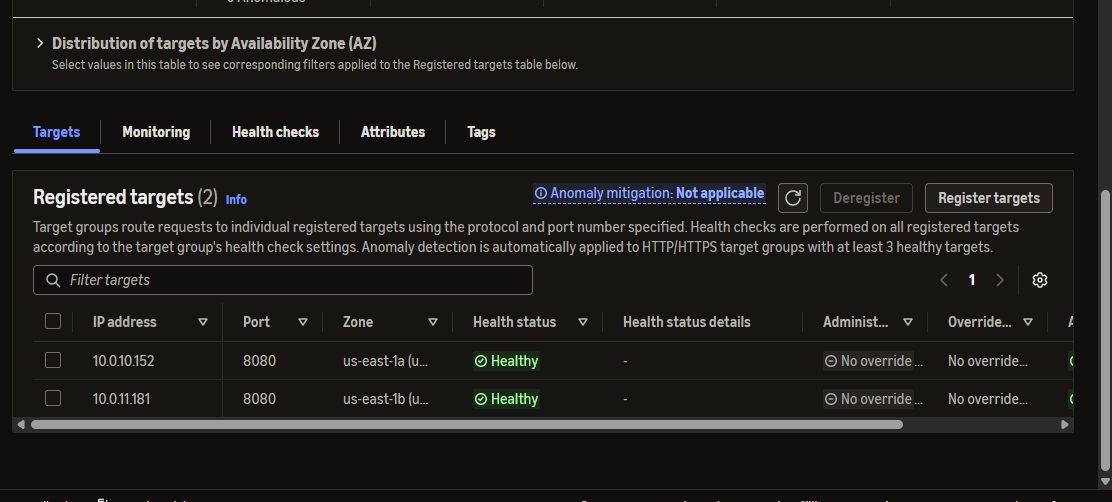 Distribution of targets by Availability Zone (AZ)
Select values in this table to see corresponding filters applied to the Registered targets table below.
Targets Monitoring Health checks Attributes Tags
Registered targets (2) Info Anomaly mitigation: Not applicable Deregister Register targets
Target groups route requests to individual registered targets using the protocol and port number specified. Health checks are performed on all registered targets
according to the target group's health check settings. Anomaly detection is automatically applied to HTTP/HTTPS target groups with at least 3 healthy targets.
Filter targets 1
IP address Port Zone Health status Health status details Administ... Override...
10.0.10.152 8080 us-east-1a (u... Healthy - No override... No override...
10.0.11.181 8080 us-east-1b (u... Healthy - No override... No override...